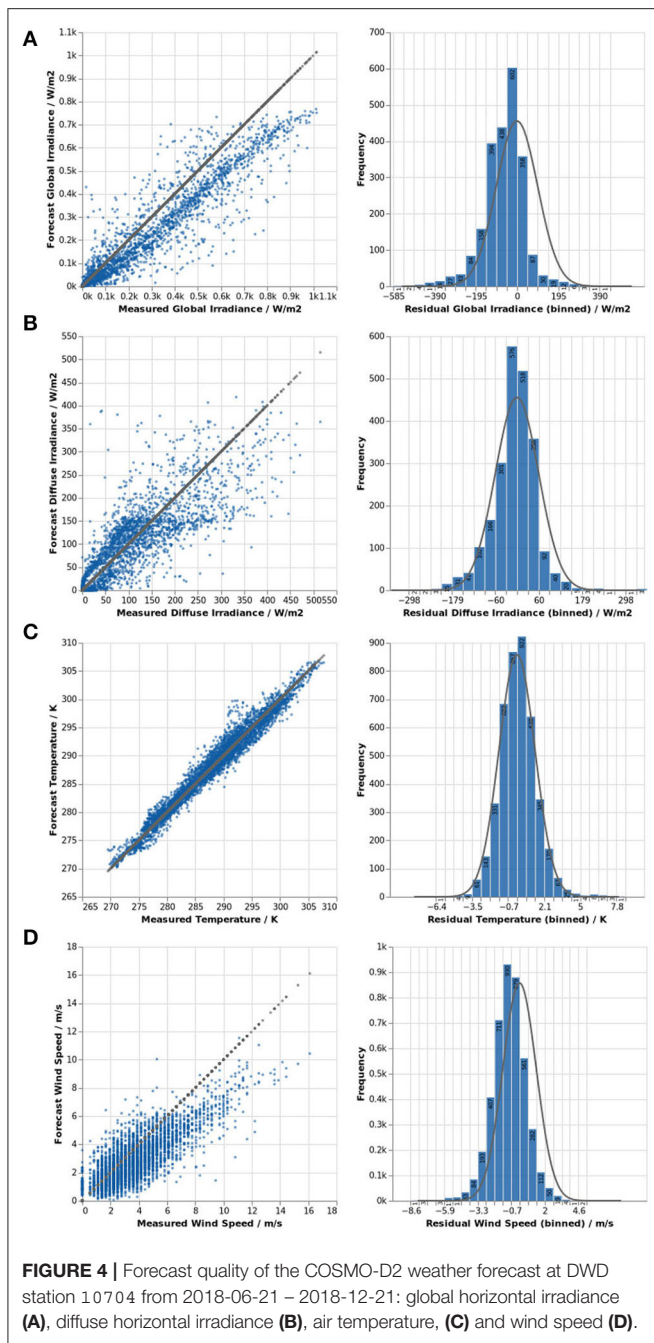 A
1.1k
1.0k
0.9k
0.8k
0.7k
0.6k
0.5k
0.4k
0.3k
0.2k
0.1k
0k
Forecast Global Irradiance / W/m2
0k 0.1k 0.2k 0.4k 0.5k 0.6k 0.7k 0.9k 1k1.1k
Measured Global Irradiance / W/m2
700
600
500
400
300
200
100
0
Frequency
602
−585 −390 −195 0 195 390
Residual Global Irradiance (binned) / W/m2
B
550
500
450
400
350
300
250
200
150
100
50
0
Forecast Diffuse Irradiance / W/m2
0 50 100 150 200 250 300 350 400 500550
Measured Diffuse Irradiance / W/m2
600
500
400
300
200
100
0
Frequency
518
−298 −179 −60 60 179 298
Residual Diffuse Irradiance (binned) / W/m2
C
310
305
300
295
290
285
280
275
270
265
Forecast Temperature / K
265 270 275 280 285 290 295 300 310
Measured Temperature / K
900
800
700
600
500
400
300
200
100
0
Frequency
922
−6.4 −3.5 −0.7 2.1 5 7.8
Residual Temperature (binned) / K
D
18
16
14
12
10
8
6
4
2
0
Forecast Wind Speed / m/s
0 2 4 6 8 10 12 14 16 18
Measured Wind Speed / m/s
1k
0.9k
0.8k
0.7k
0.6k
0.5k
0.4k
0.3k
0.2k
0.1k
0k
Frequency
711
561
−8.6 −5.9 −3.3 −0.7 2 4.6
Residual Wind Speed (binned) / m/s
FIGURE 4 | Forecast quality of the COSMO-D2 weather forecast at DWD
station 10704 from 2018-06-21 – 2018-12-21: global horizontal irradiance
(A), diffuse horizontal irradiance (B), air temperature, (C) and wind speed (D).